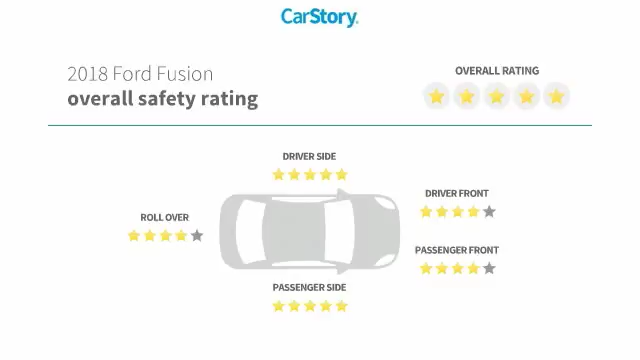 CarStory
2018 Ford Fusion
overall safety rating
OVERALL RATING
DRIVER SIDE
DRIVER FRONT
ROLL OVER
PASSENGER FRONT
PASSENGER SIDE